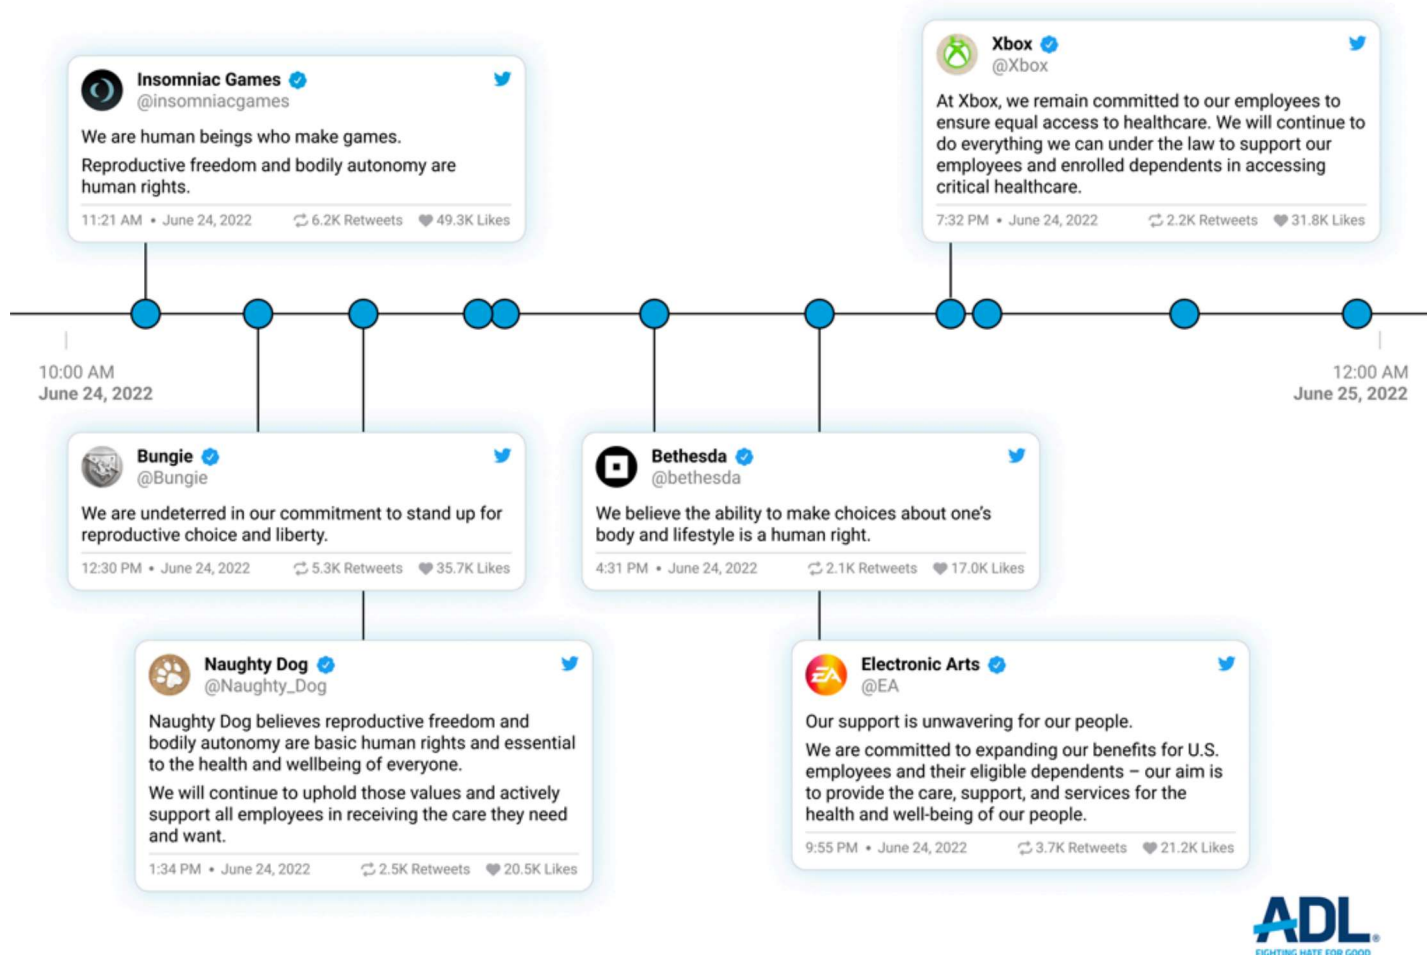 Insomniac Games
@insomniacgames
We are human beings who make games.
Reproductive freedom and bodily autonomy are
human rights.
11:21 AM • June 24, 2022 6.2K Retweets 49.3K Likes
Xbox
@Xbox
At Xbox, we remain committed to our employees to
ensure equal access to healthcare. We will continue to
do everything we can under the law to support our
employees and enrolled dependents in accessing
critical healthcare.
7:32 PM • June 24, 2022 2.2K Retweets 31.8K Likes
10:00 AM
June 24, 2022
12:00 AM
June 25, 2022
Bungie
@Bungie
We are undeterred in our commitment to stand up for
reproductive choice and liberty.
12:30 PM • June 24, 2022 5.3K Retweets 35.7K Likes
Bethesda
@bethesda
We believe the ability to make choices about one’s
body and lifestyle is a human right.
4:31 PM • June 24, 2022 2.1K Retweets 17.0K Likes
Naughty Dog
@Naughty_Dog
Naughty Dog believes reproductive freedom and
bodily autonomy are basic human rights and essential
to the health and wellbeing of everyone.
We will continue to uphold those values and actively
support all employees in receiving the care they need
and want.
1:34 PM • June 24, 2022 2.5K Retweets 20.5K Likes
EA
Electronic Arts
@EA
Our support is unwavering for our people.
We are committed to expanding our benefits for U.S.
employees and their eligible dependents – our aim is
to provide the care, support, and services for the
health and well-being of our people.
9:55 PM • June 24, 2022 3.7K Retweets 21.2K Likes
ADL®
FIGHTING HATE FOR GOOD